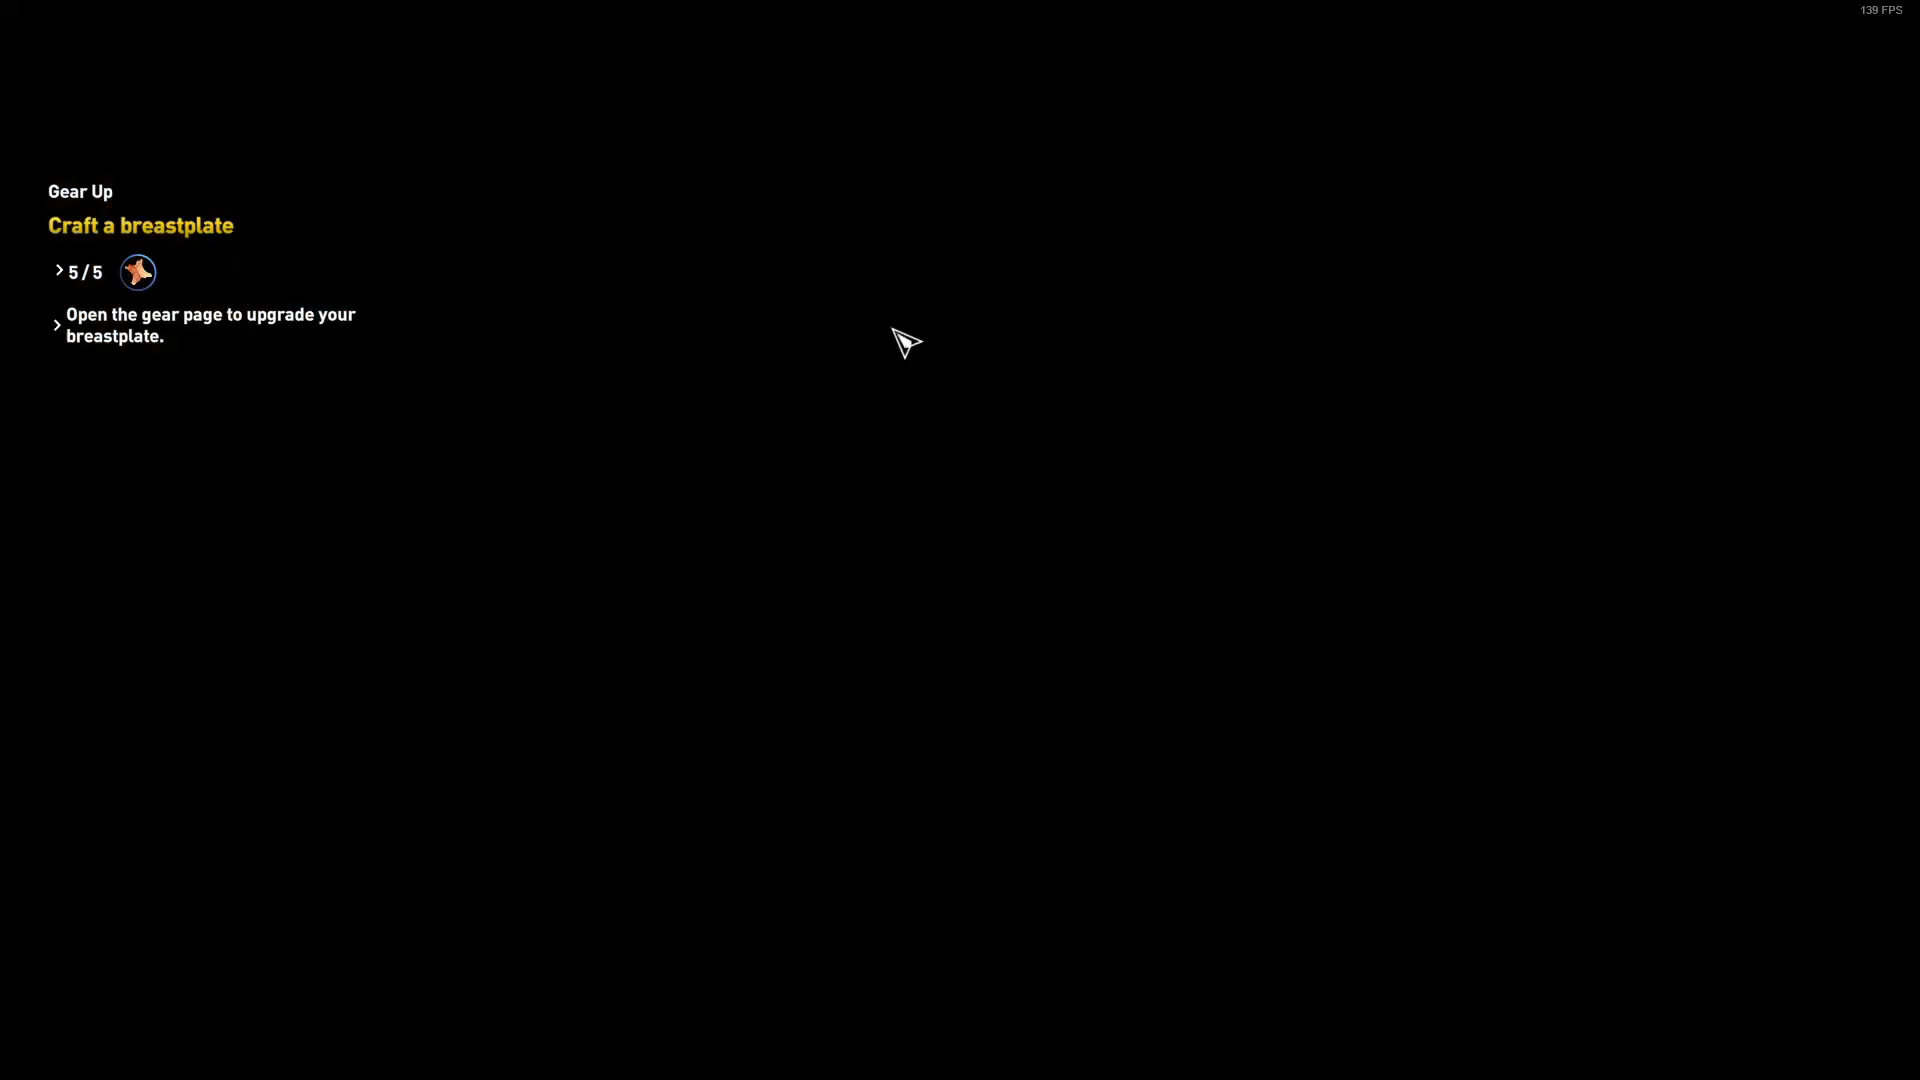 139 FPS
Gear Up
Craft a breastplate
5 / 5
Open the gear page to upgrade your
breastplate.